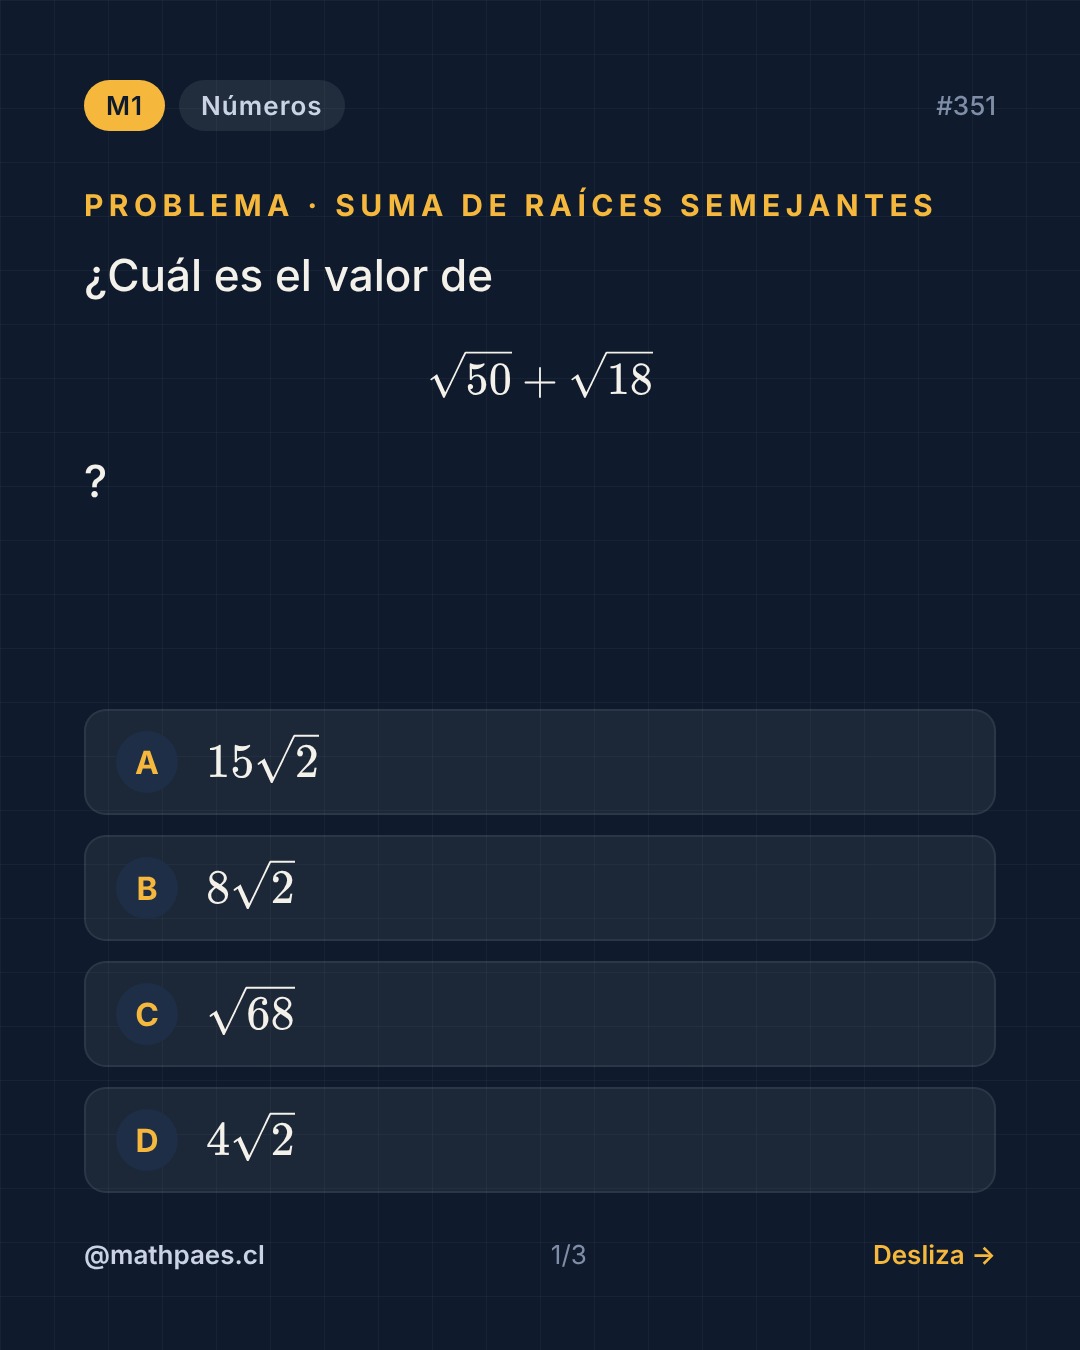 M1 Números #351
PROBLEMA · SUMA DE RAÍCES SEMEJANTES
¿Cuál es el valor de
√50 + √18
?
A 15√2
B 8√2
C √68
D 4√2
@mathpaes.cl 1/3 Desliza →